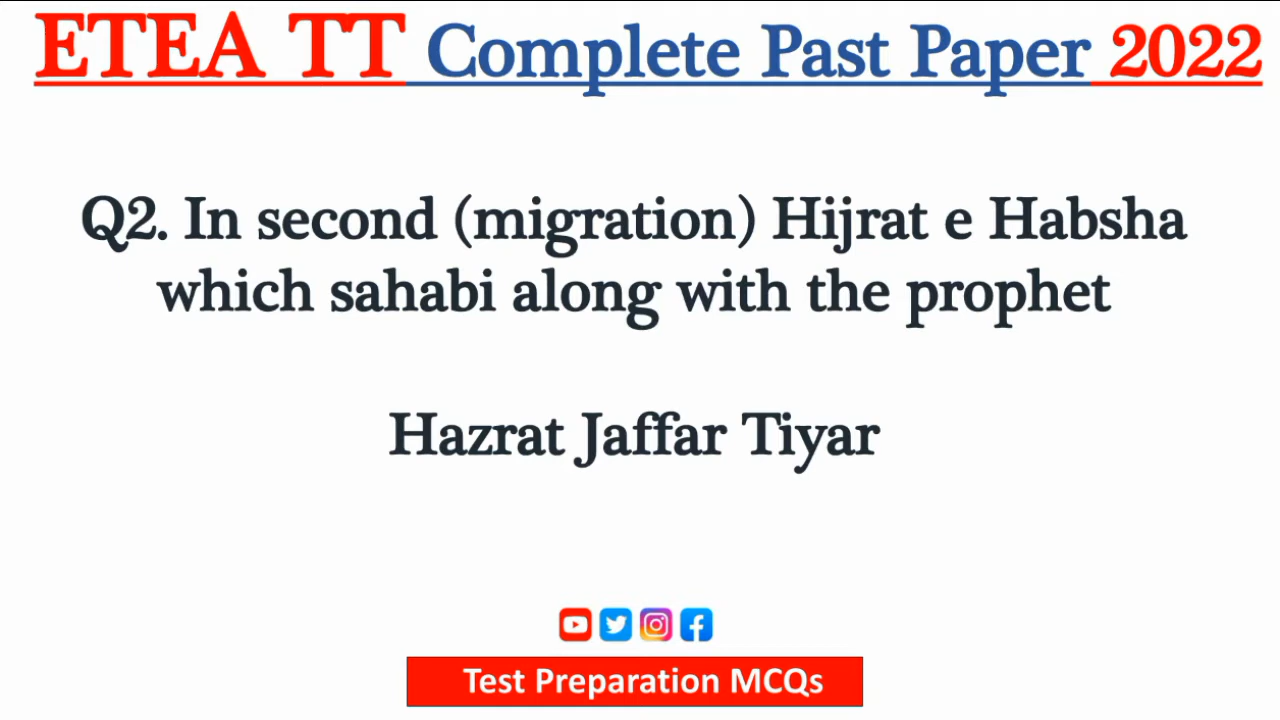 ETEA TT Complete Past Paper 2022
Q2. In second (migration) Hijrat e Habsha
which sahabi along with the prophet
Hazrat Jaffar Tiyar
Test Preparation MCQs